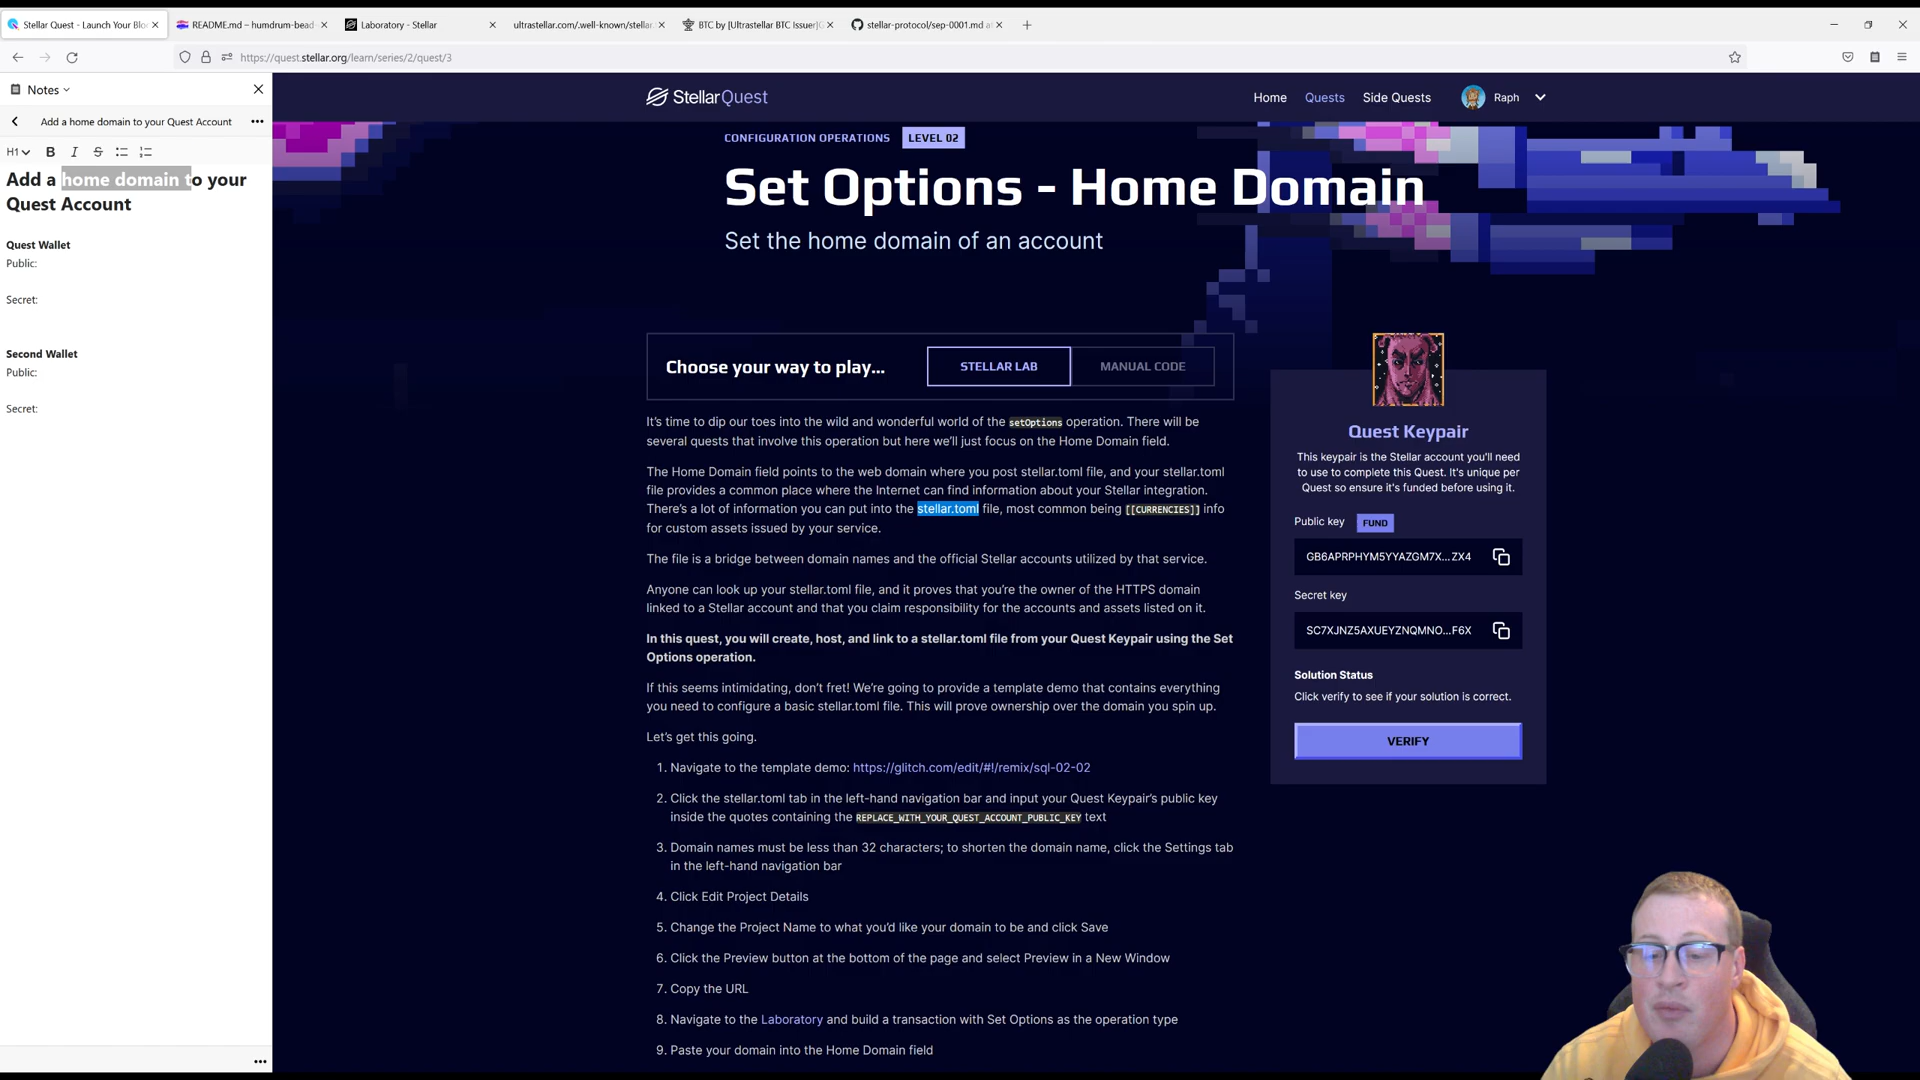 Stellar Quest - Launch Your Bloc
README.md – humdrum-bead-
Laboratory - Stellar
ultrastellar.com/.well-known/stellar.
BTC by [Ultrastellar BTC Issuer]G
stellar-protocol/sep-0001.md at
https://quest.stellar.org/learn/series/2/quest/3
Notes
Add a home domain to your Quest Account
H1 B I S
Add a home domain to your
Quest Account
Quest Wallet
Public:
Secret:
Second Wallet
Public:
Secret:
StellarQuest
Home Quests Side Quests Raph
CONFIGURATION OPERATIONS LEVEL 02
Set Options - Home Domain
Set the home domain of an account
Choose your way to play... STELLAR LAB MANUAL CODE
It's time to dip our toes into the wild and wonderful world of the setOptions operation. There will be
several quests that involve this operation but here we'll just focus on the Home Domain field.
The Home Domain field points to the web domain where you post stellar.toml file, and your stellar.toml
file provides a common place where the Internet can find information about your Stellar integration.
There's a lot of information you can put into the stellar.toml file, most common being [[CURRENCIES]] info
for custom assets issued by your service.
The file is a bridge between domain names and the official Stellar accounts utilized by that service.
Anyone can look up your stellar.toml file, and it proves that you're the owner of the HTTPS domain
linked to a Stellar account and that you claim responsibility for the accounts and assets listed on it.
In this quest, you will create, host, and link to a stellar.toml file from your Quest Keypair using the Set
Options operation.
If this seems intimidating, don't fret! We're going to provide a template demo that contains everything
you need to configure a basic stellar.toml file. This will prove ownership over the domain you spin up.
Let's get this going.
1. Navigate to the template demo: https://glitch.com/edit/#!/remix/sql-02-02
2. Click the stellar.toml tab in the left-hand navigation bar and input your Quest Keypair's public key
inside the quotes containing the REPLACE_WITH_YOUR_QUEST_ACCOUNT_PUBLIC_KEY text
3. Domain names must be less than 32 characters; to shorten the domain name, click the Settings tab
in the left-hand navigation bar
4. Click Edit Project Details
5. Change the Project Name to what you'd like your domain to be and click Save
6. Click the Preview button at the bottom of the page and select Preview in a New Window
7. Copy the URL
8. Navigate to the Laboratory and build a transaction with Set Options as the operation type
9. Paste your domain into the Home Domain field
Quest Keypair
This keypair is the Stellar account you'll need
to use to complete this Quest. It's unique per
Quest so ensure it's funded before using it.
Public key FUND
GB6APRPHYM5YYAZGM7X...ZX4
Secret key
SC7XJNZ5AXUEYZNQMNO...F6X
Solution Status
Click verify to see if your solution is correct.
VERIFY